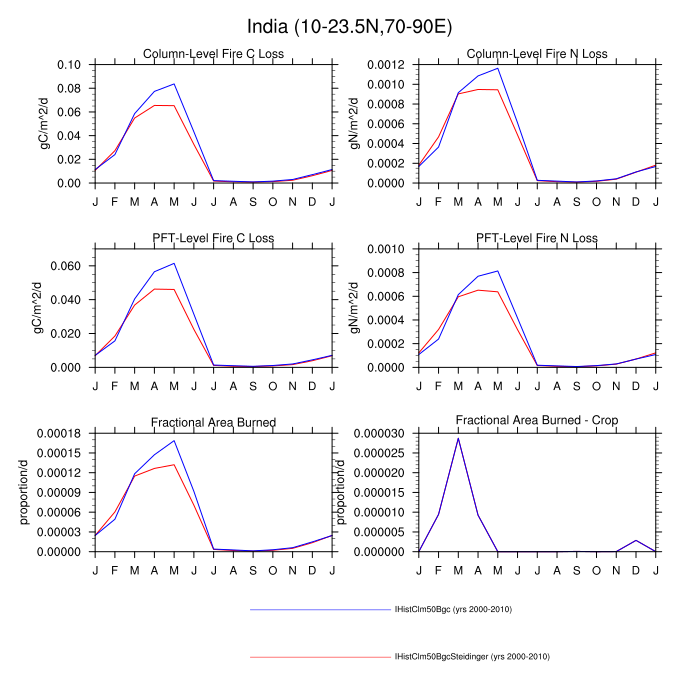 India (10-23.5N,70-90E)
Column-Level Fire C Loss
gC/m^2/d
0.10
0.08
0.06
0.04
0.02
0.00
J F M A M J J A S O N D J
Column-Level Fire N Loss
gN/m^2/d
0.0012
0.0010
0.0008
0.0006
0.0004
0.0002
0.0000
J F M A M J J A S O N D J
PFT-Level Fire C Loss
gC/m^2/d
0.060
0.040
0.020
0.000
J F M A M J J A S O N D J
PFT-Level Fire N Loss
gN/m^2/d
0.0010
0.0008
0.0006
0.0004
0.0002
0.0000
J F M A M J J A S O N D J
Fractional Area Burned
proportion/d
0.00018
0.00015
0.00012
0.00009
0.00006
0.00003
0.00000
J F M A M J J A S O N D J
Fractional Area Burned - Crop
proportion/d
0.000030
0.000025
0.000020
0.000015
0.000010
0.000005
0.000000
J F M A M J J A S O N D J
IHistClm50Bgc (yrs 2000-2010)
IHistClm50BgcSteidinger (yrs 2000-2010)